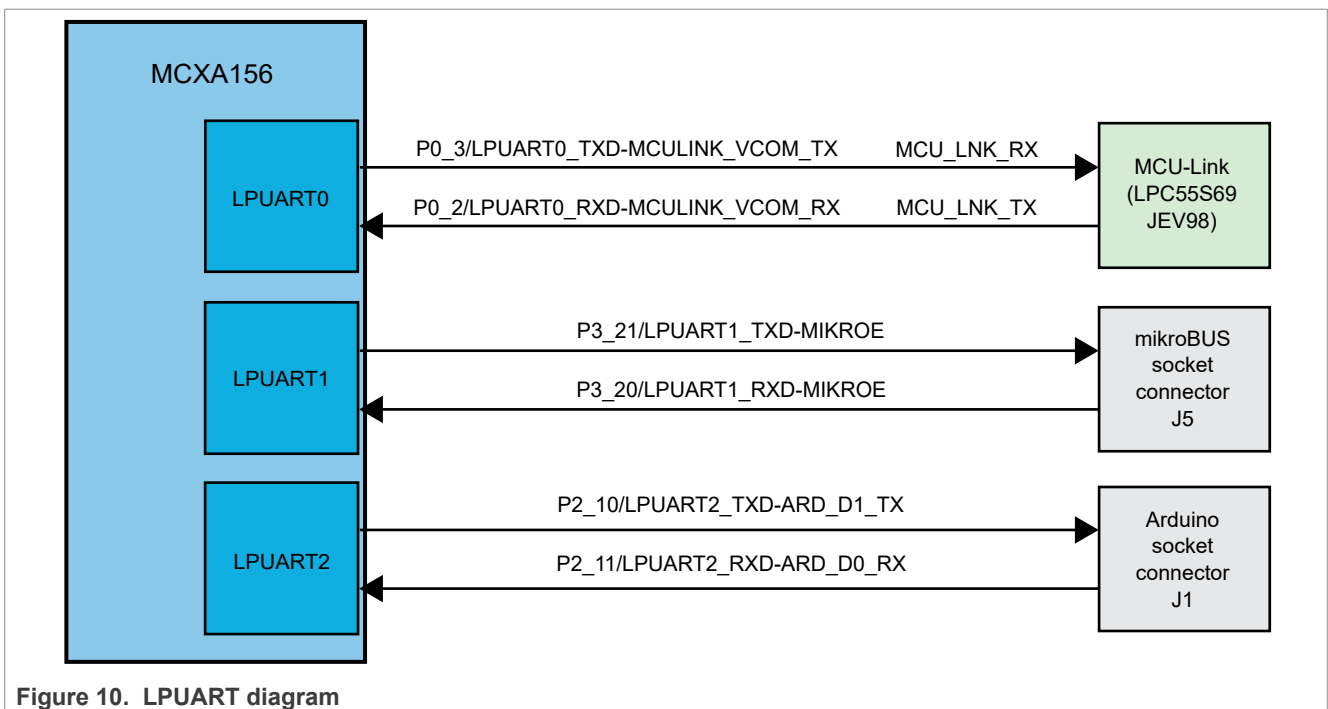 MCXA156
LPUART0
P0_3/LPUART0_TXD-MCULINK_VCOM_TX MCU_LNK_RX
P0_2/LPUART0_RXD-MCULINK_VCOM_RX MCU_LNK_TX
MCU-Link
(LPC55S69
JEV98)
LPUART1
P3_21/LPUART1_TXD-MIKROE
P3_20/LPUART1_RXD-MIKROE
mikroBUS
socket
connector
J5
LPUART2
P2_10/LPUART2_TXD-ARD_D1_TX
P2_11/LPUART2_RXD-ARD_D0_RX
Arduino
socket
connector
J1
Figure 10. LPUART diagram